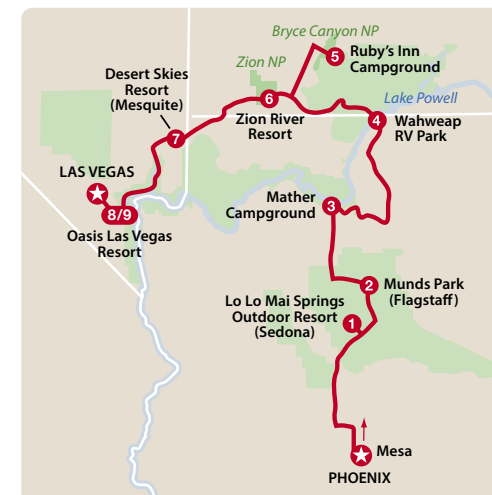 Bryce Canyon NP
5
Ruby's Inn
Campground
Zion NP
Desert Skies
Resort
(Mesquite)
6
Zion River
Resort
Lake Powell
4
Wahweap
RV Park
7
LAS VEGAS
8/9
Oasis Las Vegas
Resort
Mather
Campground
3
2
Munds Park
(Flagstaff)
Lo Lo Mai Springs
Outdoor Resort
(Sedona)
1
Mesa
PHOENIX